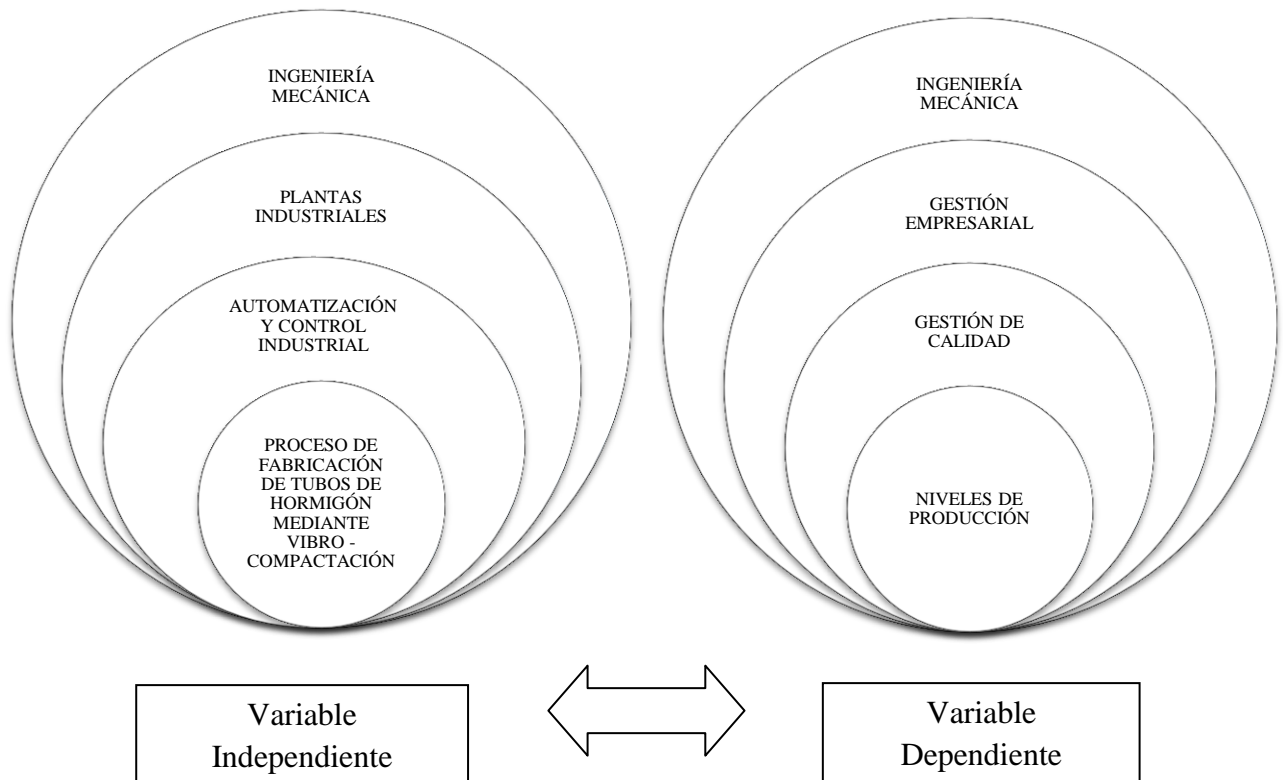 INGENIERÍA
MECÁNICA
PLANTAS
INDUSTRIALES
AUTOMATIZACIÓN
Y CONTROL
INDUSTRIAL
PROCESO DE
FABRICACIÓN
DE TUBOS DE
HORMIGÓN
MEDIANTE
VIBRO -
COMPACTACIÓN
Variable
Independiente
INGENIERÍA
MECÁNICA
GESTIÓN
EMPRESARIAL
GESTIÓN DE
CALIDAD
NIVELES DE
PRODUCCIÓN
Variable
Dependiente